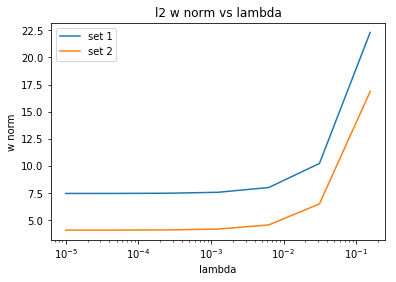 l2 w norm vs lambda
set 1
set 2
w norm
22.5
20.0
17.5
15.0
12.5
10.0
7.5
5.0
10⁻⁵
10⁻⁴
10⁻³
10⁻²
10⁻¹
lambda